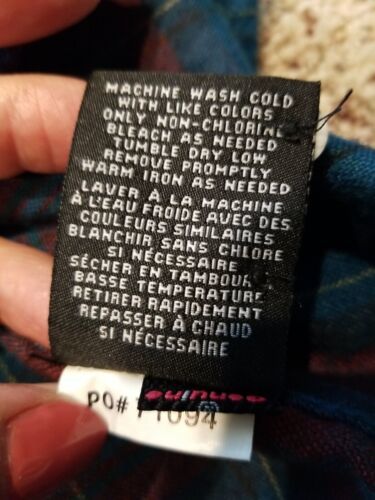 MACHINE WASH COLD
WITH LIKE COLORS
ONLY NON-CHLORINE
BLEACH AS NEEDED
TUMBLE DRY LOW
REMOVE PROMPTLY
WARM IRON AS NEEDED
LAVER À LA MACHINE
À L'EAU FROIDE AVEC DES
COULEURS SIMILAIRES
BLANCHIR SANS CHLORE
SI NÉCESSAIRE
SÉCHER EN TAMBOUR
BASSE TEMPERATURE
RETIRER RAPIDEMENT
REPASSER À CHAUD
SI NÉCESSAIRE
PO#